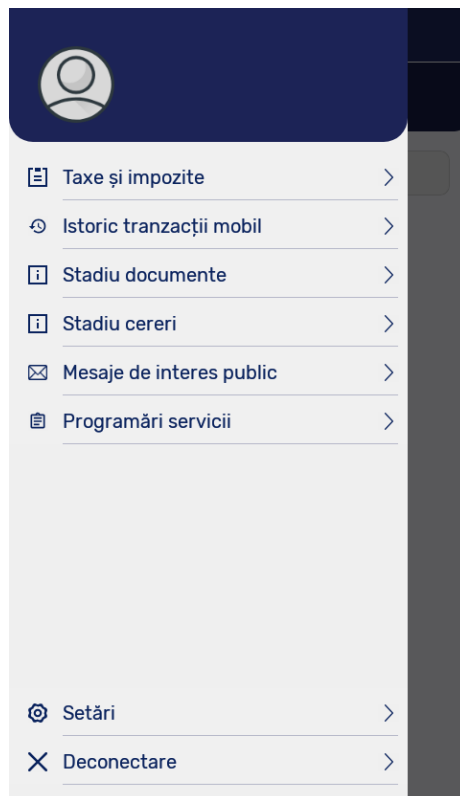 Taxe și impozite
Istoric tranzacții mobil
Stadiu documente
Stadiu cereri
Mesaje de interes public
Programări servicii
Setări
Deconectare